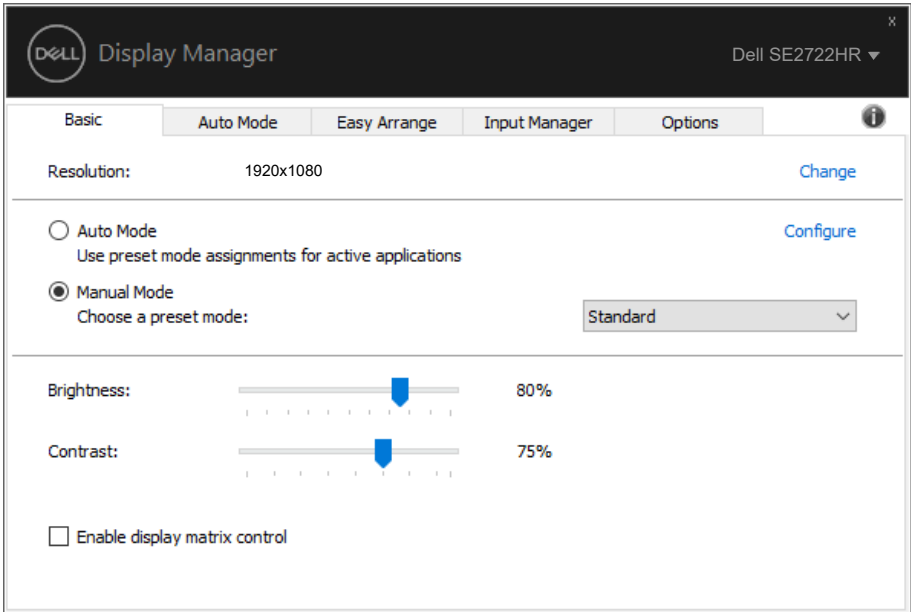 DELL Display Manager
x
Dell SE2722HR
Basic Auto Mode Easy Arrange Input Manager Options
Resolution: 1920x1080 Change
Auto Mode Configure
Use preset mode assignments for active applications
Manual Mode
Choose a preset mode: Standard
Brightness: 80%
Contrast: 75%
Enable display matrix control